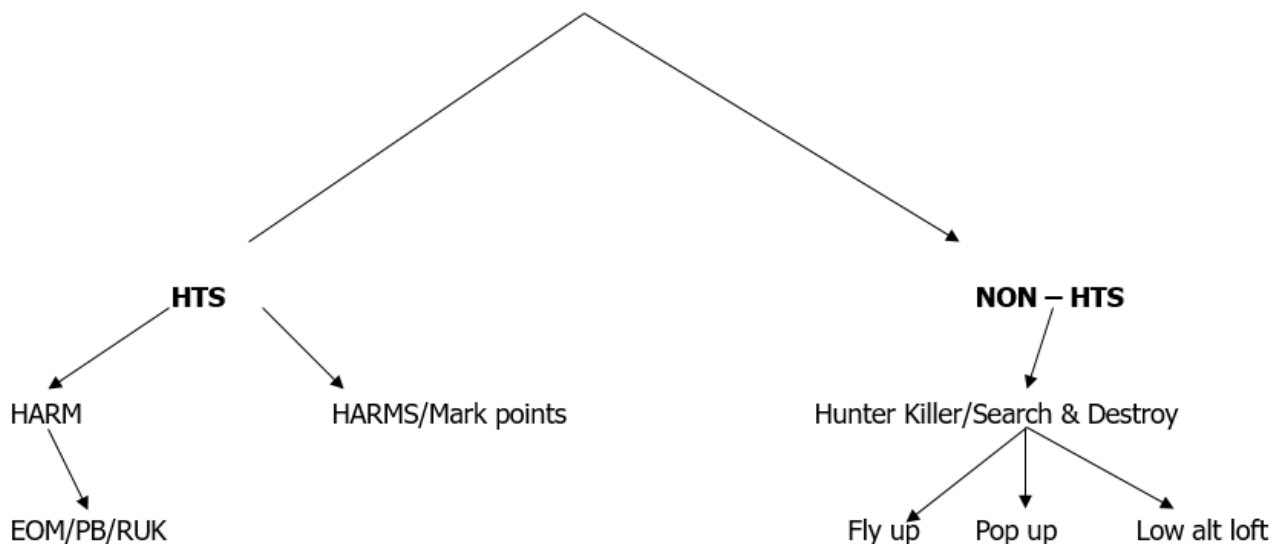 HTS NON – HTS
HARM HARMS/Mark points Hunter Killer/Search & Destroy
EOM/PB/RUK Fly up Pop up Low alt loft